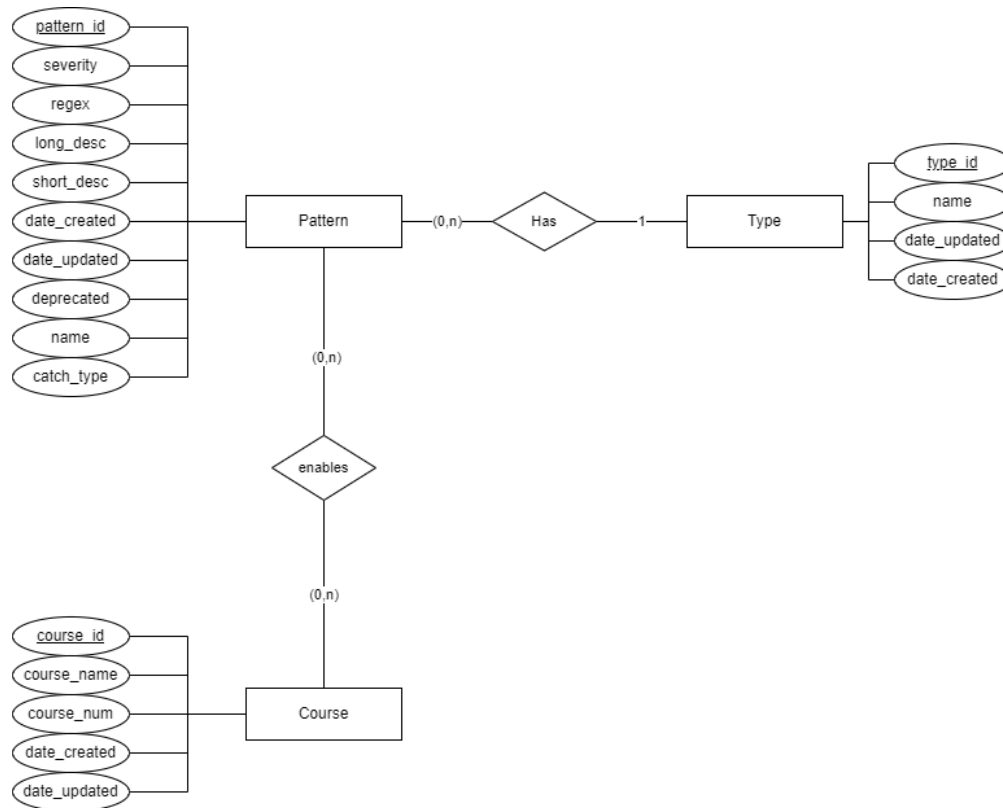 pattern_id
severity
regex
long_desc
short_desc
date_created
date_updated
deprecated
name
catch_type
Pattern
(0,n)
Has
1
Type
type_id
name
date_updated
date_created
(0,n)
enables
(0,n)
course_id
course_name
course_num
date_created
date_updated
Course